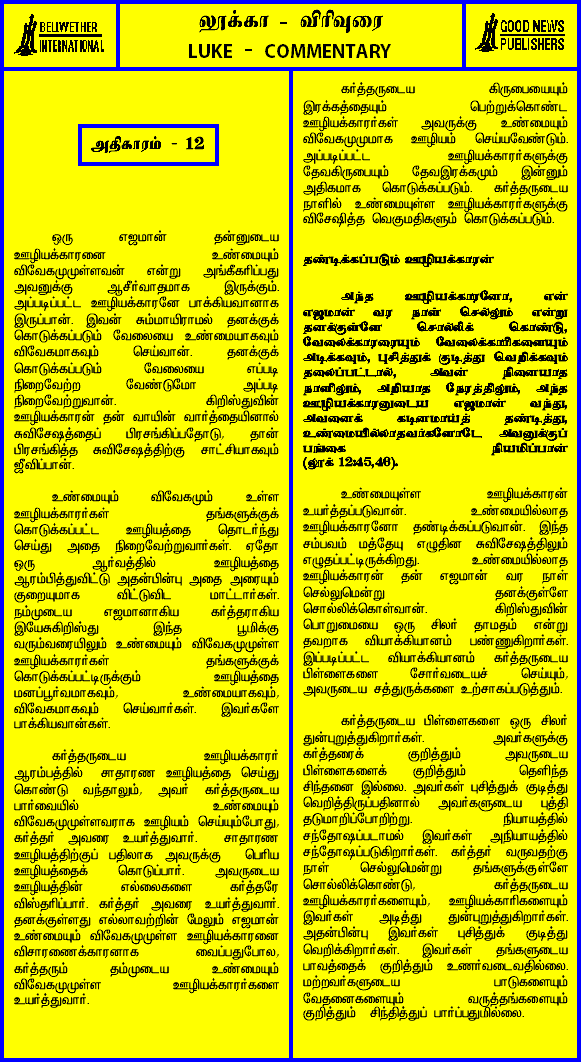 BELLWETHER
INTERNATIONAL
லூக்கா - விரிவுரை
LUKE - COMMENTARY
GOOD NEWS
PUBLISHERS
அதிகாரம் - 12
ஒரு எஜமான் தன்னுடைய
ஊழியக்காரனை உண்மையும்
விவேகமுமுள்ளவன் என்று அங்கீகரிப்பது
அவனுக்கு ஆசீர்வாதமாக இருக்கும்.
அப்படிப்பட்ட ஊழியக்காரனே பாக்கியவானாக
இருப்பான். இவன் சும்மாயிராமல் தனக்குக்
கொடுக்கப்படும் வேலையை உண்மையாகவும்
விவேகமாகவும் செய்வான். தனக்குக்
கொடுக்கப்படும் வேலையை எப்படி
நிறைவேற்ற வேண்டுமோ அப்படி
நிறைவேற்றுவான். கிறிஸ்துவின்
ஊழியக்காரன் தன் வாயின் வார்த்தையினால்
சுவிசேஷத்தைப் பிரசங்கிப்பதோடு, தான்
பிரசங்கித்த சுவிசேஷத்திற்கு சாட்சியாகவும்
ஜீவிப்பான்.
உண்மையும் விவேகமும் உள்ள
ஊழியக்காரர்கள் தங்களுக்குக்
கொடுக்கப்பட்ட ஊழியத்தை தொடர்ந்து
செய்து அதை நிறைவேற்றுவார்கள். ஏதோ
ஒரு ஆர்வத்தில் ஊழியத்தை
ஆரம்பித்துவிட்டு அதன்பின்பு அதை அரையும்
குறையுமாக விட்டுவிட மாட்டார்கள்.
நம்முடைய எஜமானாகிய கர்த்தராகிய
இயேசுகிறிஸ்து இந்த பூமிக்கு
வரும்வரையிலும் உண்மையும் விவேகமுமுள்ள
ஊழியக்காரர்கள் தங்களுக்குக்
கொடுக்கப்பட்டிருக்கும் ஊழியத்தை
மனப்பூர்வமாகவும், உண்மையாகவும்,
விவேகமாகவும் செய்வார்கள். இவர்களே
பாக்கியவான்கள்.
கர்த்தருடைய ஊழியக்காரர்
ஆரம்பத்தில் சாதாரண ஊழியத்தை செய்து
கொண்டு வந்தாலும், அவர் கர்த்தருடைய
பார்வையில் உண்மையும்
விவேகமுமுள்ளவராக ஊழியம் செய்யும்போது,
கர்த்தர் அவரை உயர்த்துவார். சாதாரண
ஊழியத்திற்குப் பதிலாக அவருக்கு பெரிய
ஊழியத்தைக் கொடுப்பார். அவருடைய
ஊழியத்தின் எல்லைகளை கர்த்தரே
விஸ்தரிப்பார். கர்த்தர் அவரை உயர்த்துவார்.
தனக்குள்ளது எல்லாவற்றின் மேலும் எஜமான்
உண்மையும் விவேகமுமுள்ள ஊழியக்காரனை
விசாரணைக்காரனாக வைப்பதுபோல,
கர்த்தரும் தம்முடைய உண்மையும்
விவேகமுமுள்ள ஊழியக்காரர்களை
உயர்த்துவார்.
கர்த்தருடைய கிருபையையும்
இரக்கத்தையும் பெற்றுக்கொண்ட
ஊழியக்காரர்கள் அவருக்கு உண்மையும்
விவேகமுமுமாக ஊழியம் செய்யவேண்டும்.
அப்படிப்பட்ட ஊழியக்காரர்களுக்கு
தேவகிருபையும் தேவஇரக்கமும் இன்னும்
அதிகமாக கொடுக்கப்படும். கர்த்தருடைய
நாளில் உண்மையுள்ள ஊழியக்காரர்களுக்கு
விசேஷித்த வெகுமதிகளும் கொடுக்கப்படும்.
தண்டிக்கப்படும் ஊழியக்காரன்
அந்த ஊழியக்காரனோ, என்
எஜமான் வர நாள் செல்லும் என்று
தனக்குள்ளே சொல்லிக் கொண்டு,
வேலைக்காரரையும் வேலைக்காரிகளையும்
அடிக்கவும், புசித்துக் குடித்து வெறிக்கவும்
தலைப்பட்டால், அவன் நினையாத
நாளிலும், அறியாத நேரத்திலும், அந்த
ஊழியக்காரனுடைய எஜமான் வந்து,
அவனைக் கடினமாய்த் தண்டித்து,
உண்மையில்லாதவர்களோடே அவனுக்குப்
பங்கை நியமிப்பான்
(லூக் 12:45,46).
உண்மையுள்ள ஊழியக்காரன்
உயர்த்தப்படுவான். உண்மையில்லாத
ஊழியக்காரனோ தண்டிக்கப்படுவான். இந்த
சம்பவம் மத்தேயு எழுதின சுவிசேஷத்திலும்
எழுதப்பட்டிருக்கிறது. உண்மையில்லாத
ஊழியக்காரன் தன் எஜமான் வர நாள்
செல்லுமென்று தனக்குள்ளே
சொல்லிக்கொள்வான். கிறிஸ்துவின்
பொறுமையை ஒரு சிலர் தாமதம் என்று
தவறாக வியாக்கியானம் பண்ணுகிறார்கள்.
இப்படிப்பட்ட வியாக்கியானம் கர்த்தருடைய
பிள்ளைகளை சோர்வடையச் செய்யும்,
அவருடைய சத்துருக்களை உற்சாகப்படுத்தும்.
கர்த்தருடைய பிள்ளைகளை ஒரு சிலர்
துன்புறுத்துகிறார்கள். அவர்களுக்கு
கர்த்தரைக் குறித்தும் அவருடைய
பிள்ளைகளைக் குறித்தும் தெளிந்த
சிந்தனை இல்லை. அவர்கள் புசித்துக் குடித்து
வெறித்திருப்பதினால் அவர்களுடைய புத்தி
தடுமாறிப்போயிற்று. நியாயத்தில்
சந்தோஷப்படாமல் இவர்கள் அநியாயத்தில்
சந்தோஷப்படுகிறார்கள். கர்த்தர் வருவதற்கு
நாள் செல்லுமென்று தங்களுக்குள்ளே
சொல்லிக்கொண்டு, கர்த்தருடைய
ஊழியக்காரர்களையும், ஊழியக்காரிகளையும்
இவர்கள் அடித்து துன்புறுத்துகிறார்கள்.
அதன்பின்பு இவர்கள் புசித்துக் குடித்து
வெறிக்கிறார்கள். இவர்கள் தங்களுடைய
பாவத்தைக் குறித்தும் உணர்வடைவதில்லை.
மற்றவர்களுடைய பாடுகளையும்
வேதனைகளையும் வருத்தங்களையும்
குறித்தும் சிந்தித்துப் பார்ப்பதுமில்லை.